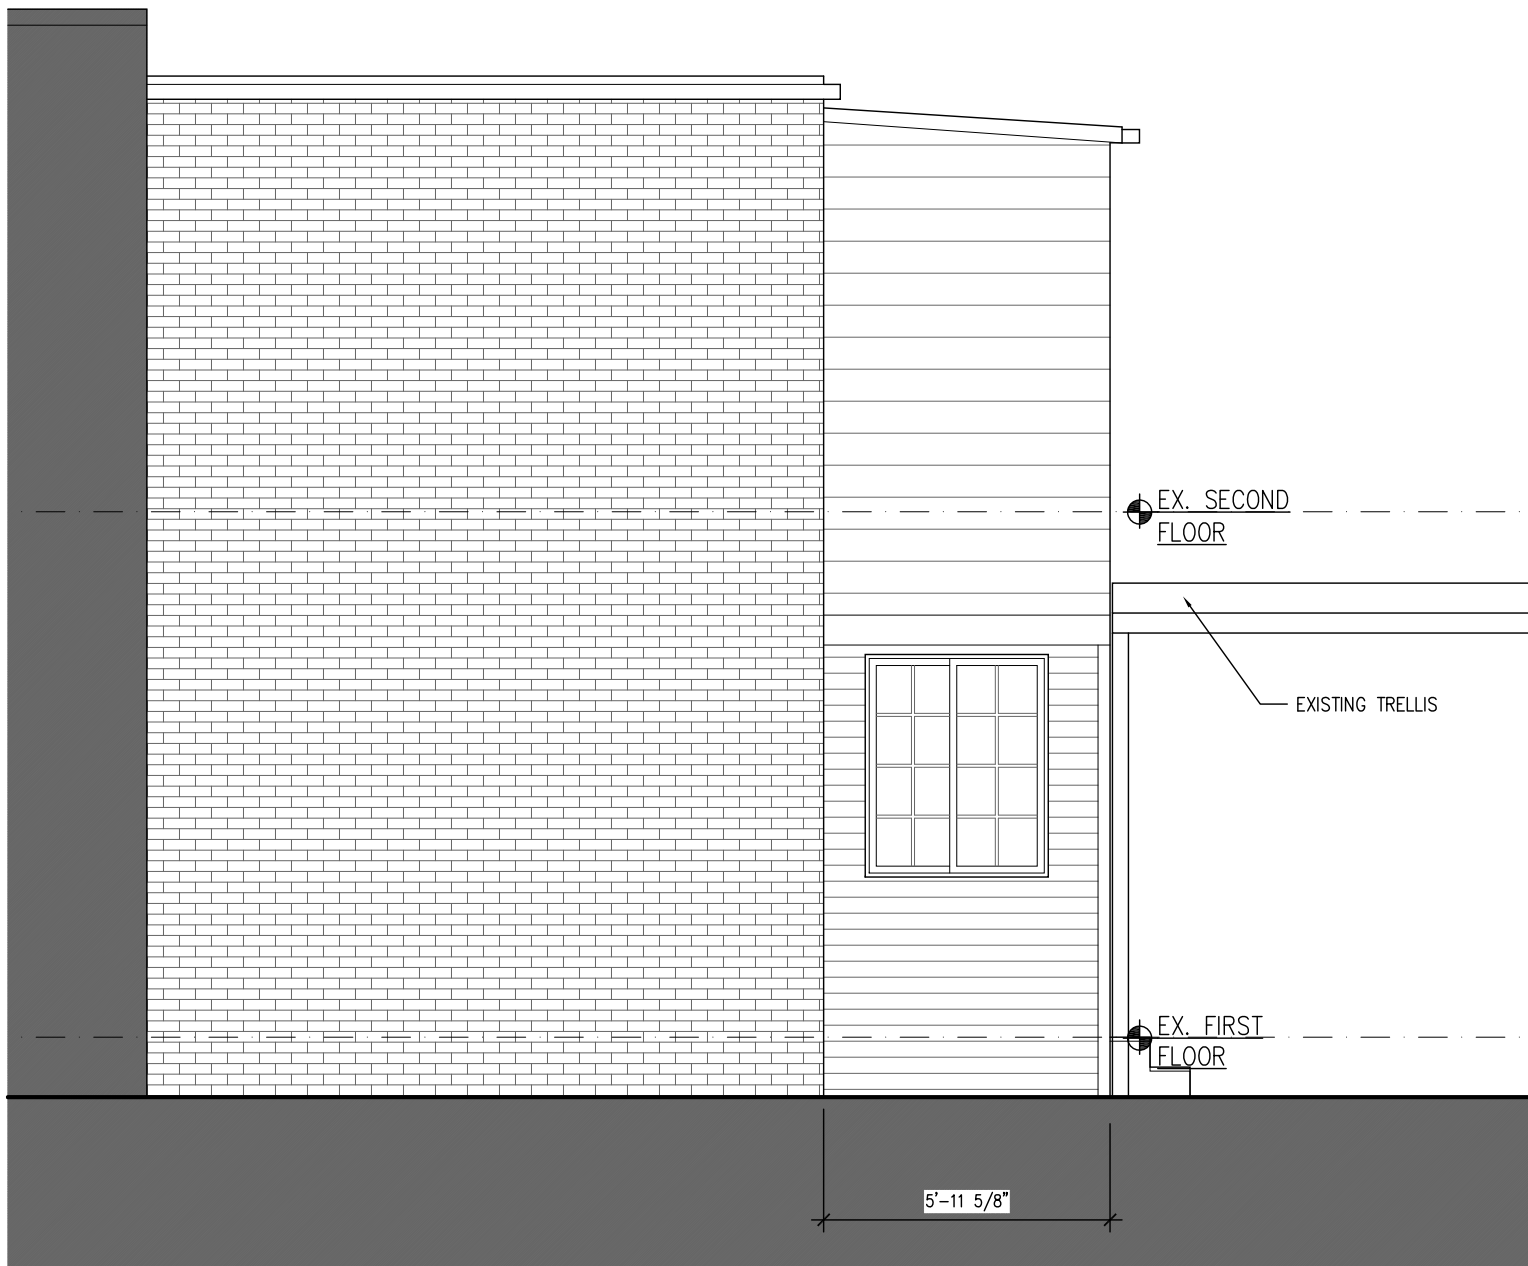 EX. SECOND
FLOOR
EXISTING TRELLIS
EX. FIRST
FLOOR
5'-11 5/8"